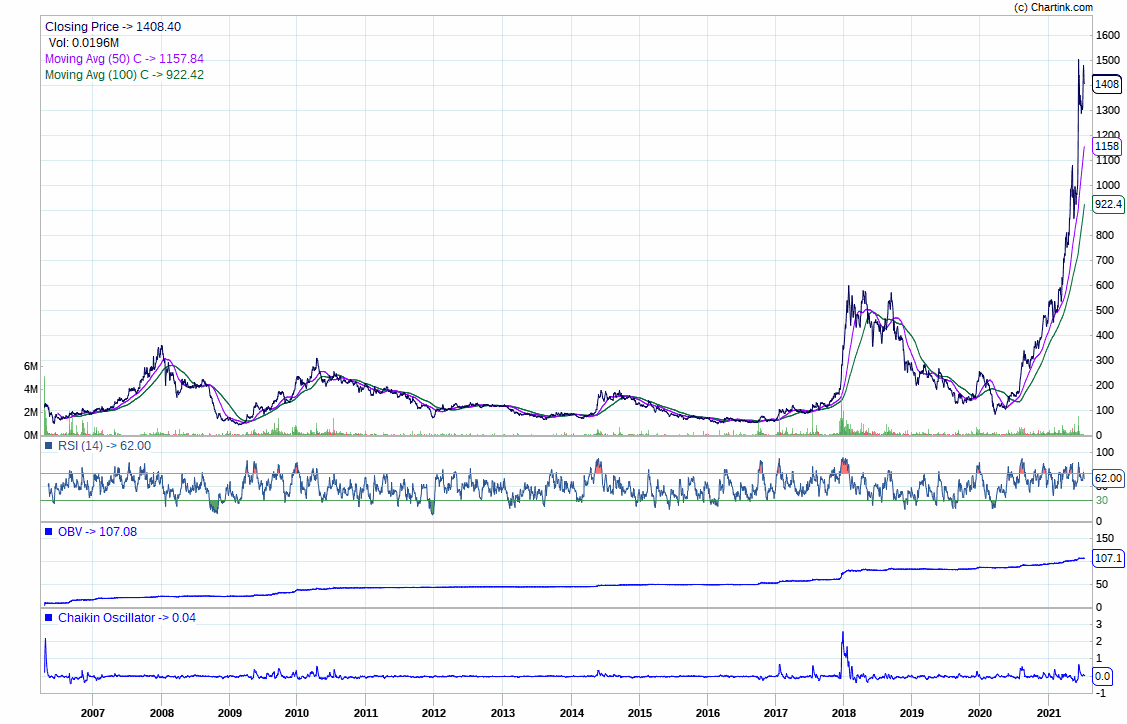 (c) Chartink.com
Closing Price -> 1408.40
Vol: 0.0196M
Moving Avg (50) C -> 1157.84
Moving Avg (100) C -> 922.42
1600
1500
1408
1300
1200
1158
1100
1000
922.4
800
700
600
500
400
300
200
100
0
6M
4M
2M
0M
RSI (14) -> 62.00
100
62.00
30
0
OBV -> 107.08
150
107.1
50
0
Chaikin Oscillator -> 0.04
3
2
1
0.0
-1
2007 2008 2009 2010 2011 2012 2013 2014 2015 2016 2017 2018 2019 2020 2021